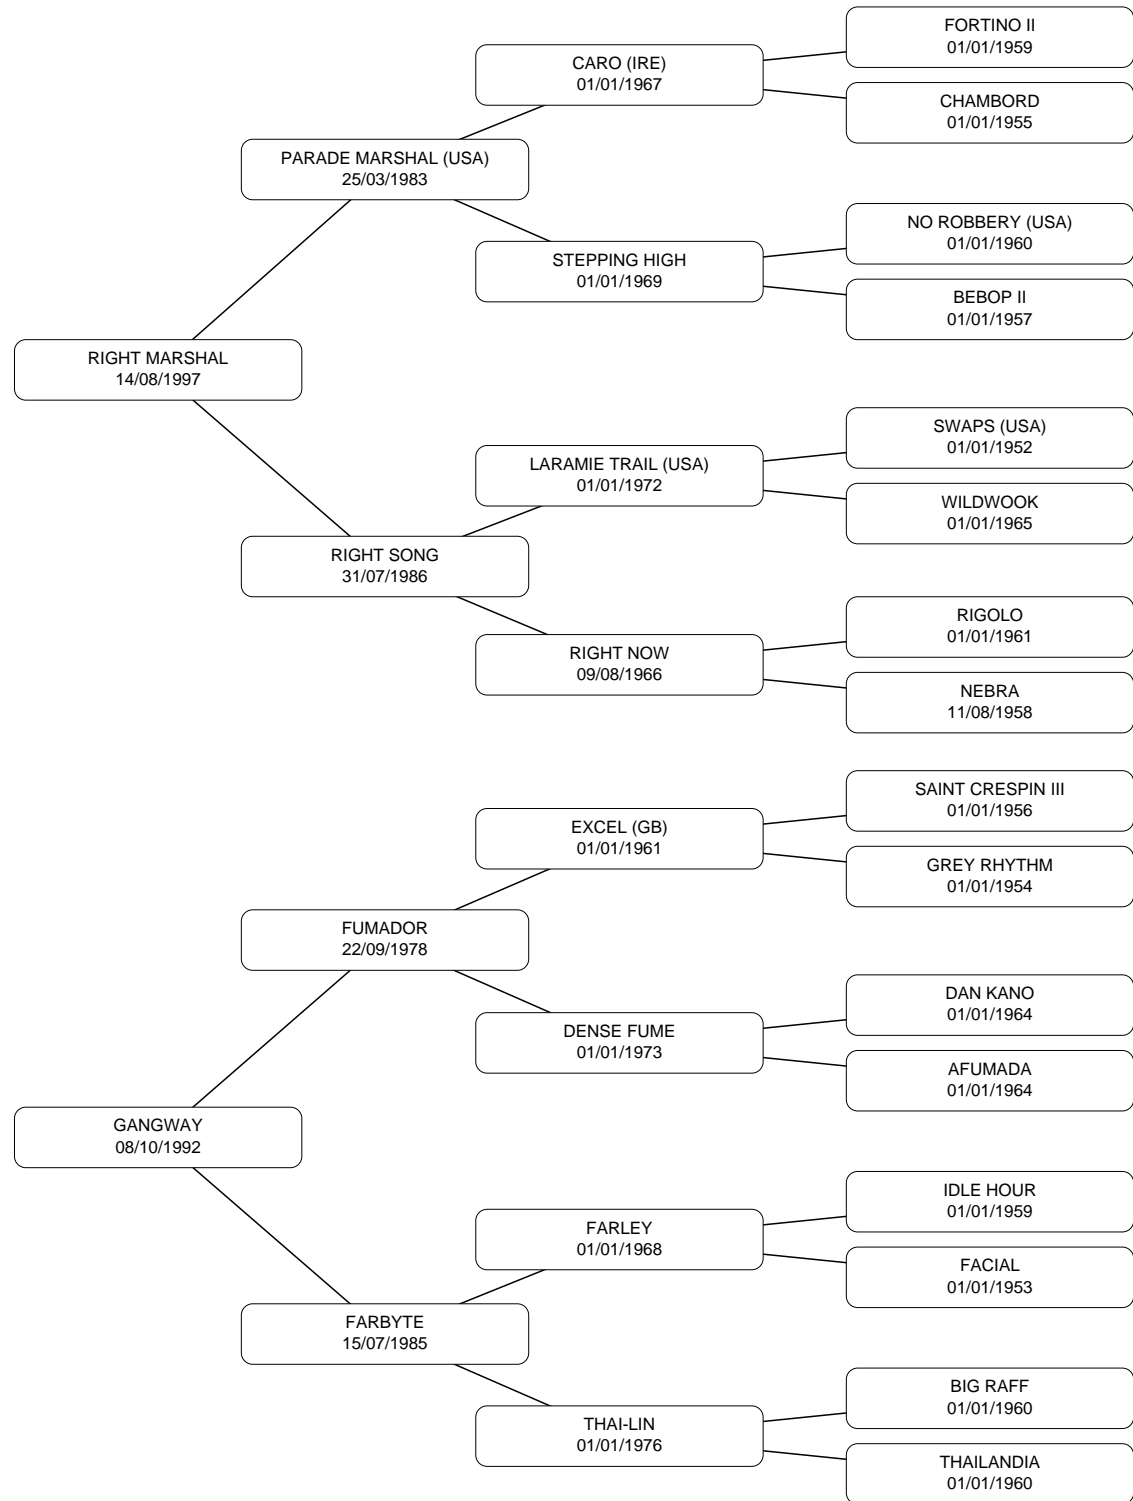 FORTINO II
01/01/1959
CARO (IRE)
01/01/1967
CHAMBORD
01/01/1955
PARADE MARSHAL (USA)
25/03/1983
NO ROBBERY (USA)
01/01/1960
STEPPING HIGH
01/01/1969
BEBOP II
01/01/1957
RIGHT MARSHAL
14/08/1997
SWAPS (USA)
01/01/1952
LARAMIE TRAIL (USA)
01/01/1972
WILDWOOK
01/01/1965
RIGHT SONG
31/07/1986
RIGOLO
01/01/1961
RIGHT NOW
09/08/1966
NEBRA
11/08/1958
SAINT CRESPIN III
01/01/1956
EXCEL (GB)
01/01/1961
GREY RHYTHM
01/01/1954
FUMADOR
22/09/1978
DAN KANO
01/01/1964
DENSE FUME
01/01/1973
AFUMADA
01/01/1964
GANGWAY
08/10/1992
IDLE HOUR
01/01/1959
FARLEY
01/01/1968
FACIAL
01/01/1953
FARBYTE
15/07/1985
BIG RAFF
01/01/1960
THAI-LIN
01/01/1976
THAILANDIA
01/01/1960